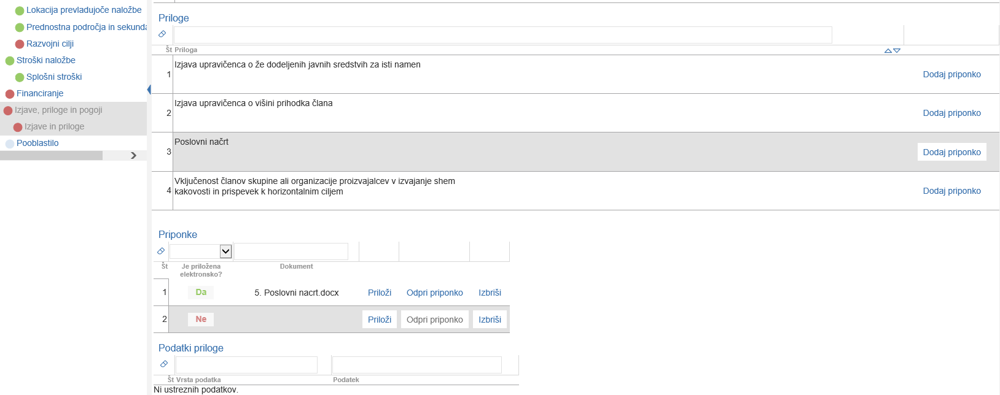 Lokacija prevladujoče naložbe
Prednostna področja in sekunda
Razvojni cilji
Stroški naložbe
Splošni stroški
Financiranje
Izjave, priloge in pogoji
Izjave in priloge
Pooblastilo
Priloge
Št Priloga
1 Izjava upravičenca o že dodeljenih javnih sredstvih za isti namen Dodaj priponko
2 Izjava upravičenca o višini prihodka člana Dodaj priponko
3 Poslovni načrt Dodaj priponko
4 Vključenost članov skupine ali organizacije proizvajalcev v izvajanje shem
kakovosti in prispevek k horizontalnim ciljem Dodaj priponko
Priponke
Št Je priložena Dokument
elektronsko?
1 Da 5. Poslovni nacrt.docx Priloži Odpri priponko Izbriši
2 Ne Priloži Odpri priponko Izbriši
Podatki priloge
Št Vrsta podatka Podatek
Ni ustreznih podatkov.